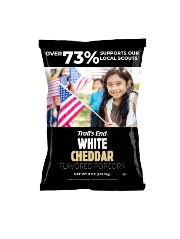 OVER 73% SUPPORTS OUR
LOCAL SCOUTS*
Trail's End
WHITE
CHEDDAR
FLAVORED POPCORN